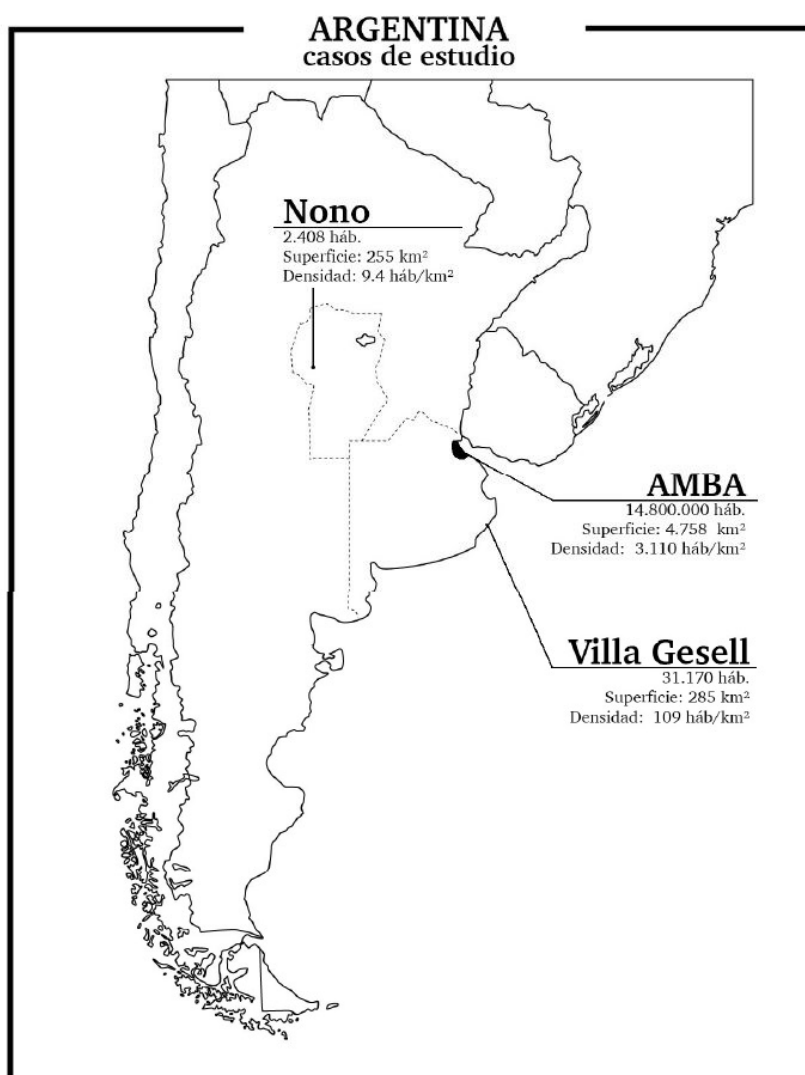 ARGENTINA
casos de estudio
Nono
2.408 háb.
Superficie: 255 km²
Densidad: 9.4 háb/km²
AMBA
14.800.000 háb.
Superficie: 4.758 km²
Densidad: 3.110 háb/km²
Villa Gesell
31.170 háb.
Superficie: 285 km²
Densidad: 109 háb/km²